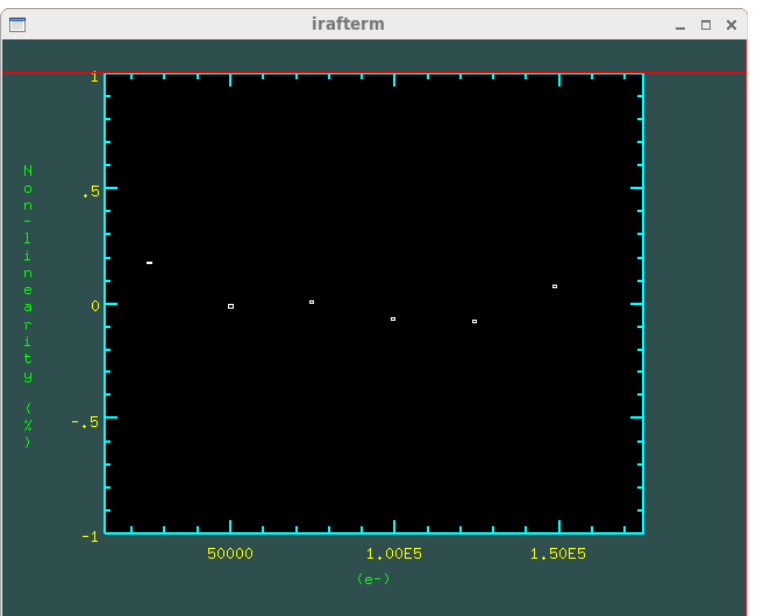 irafterm
1
.5
0
-.5
-1
Non-linearity (%)
50000 1.00E5 1.50E5
(e-)